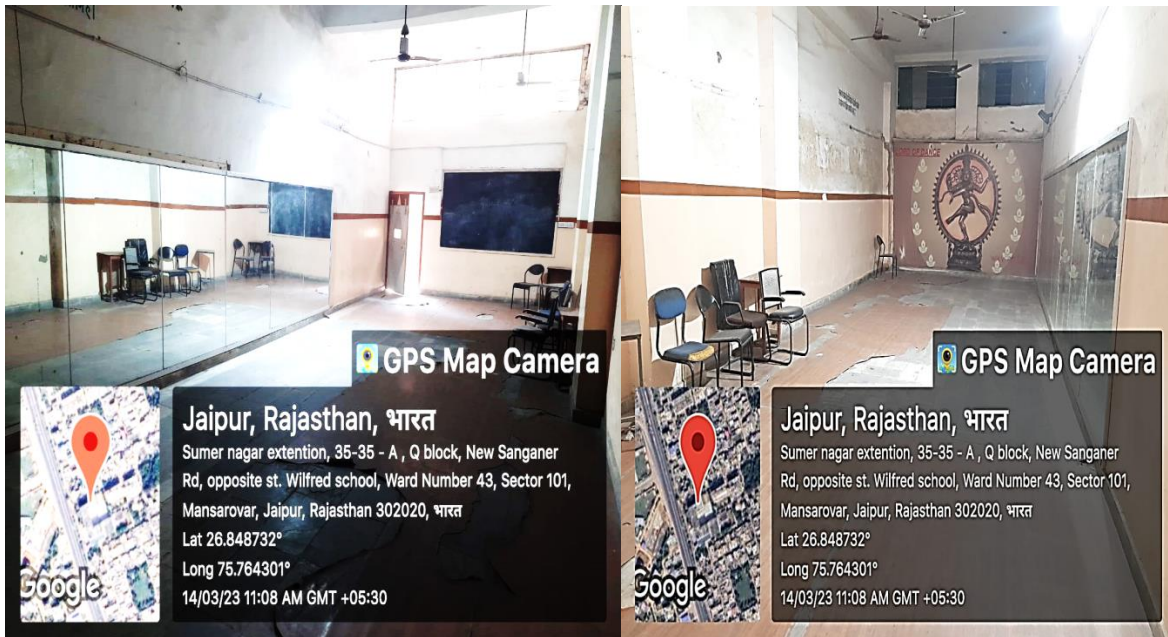 GPS Map Camera
Jaipur, Rajasthan, भारत
Sumer nagar extention, 35-35 - A , Q block, New Sanganer
Rd, opposite st. Wilfred school, Ward Number 43, Sector 101,
Mansarovar, Jaipur, Rajasthan 302020, भारत
Lat 26.848732°
Long 75.764301°
14/03/23 11:08 AM GMT +05:30
Google
LORD OF DANCE
GPS Map Camera
Jaipur, Rajasthan, भारत
Sumer nagar extention, 35-35 - A , Q block, New Sanganer
Rd, opposite st. Wilfred school, Ward Number 43, Sector 101,
Mansarovar, Jaipur, Rajasthan 302020, भारत
Lat 26.848732°
Long 75.764301°
14/03/23 11:08 AM GMT +05:30
Google